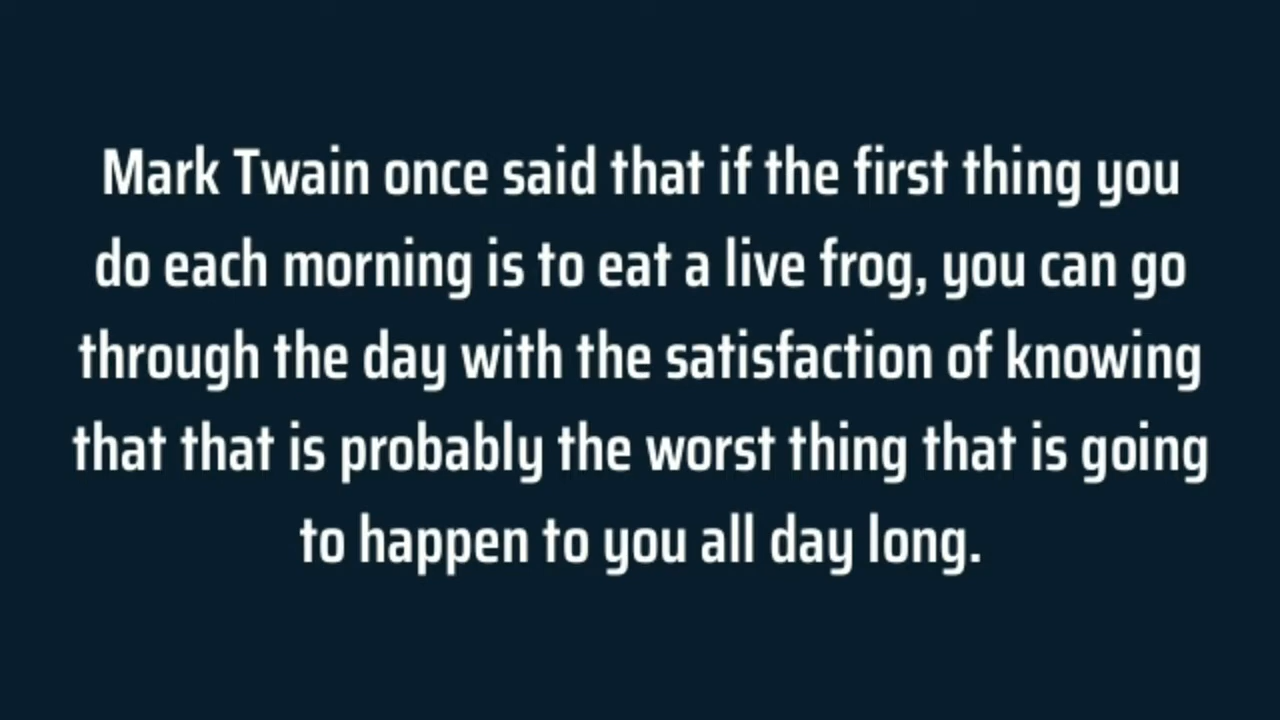 Mark Twain once said that if the first thing you
do each morning is to eat a live frog, you can go
through the day with the satisfaction of knowing
that that is probably the worst thing that is going
to happen to you all day long.